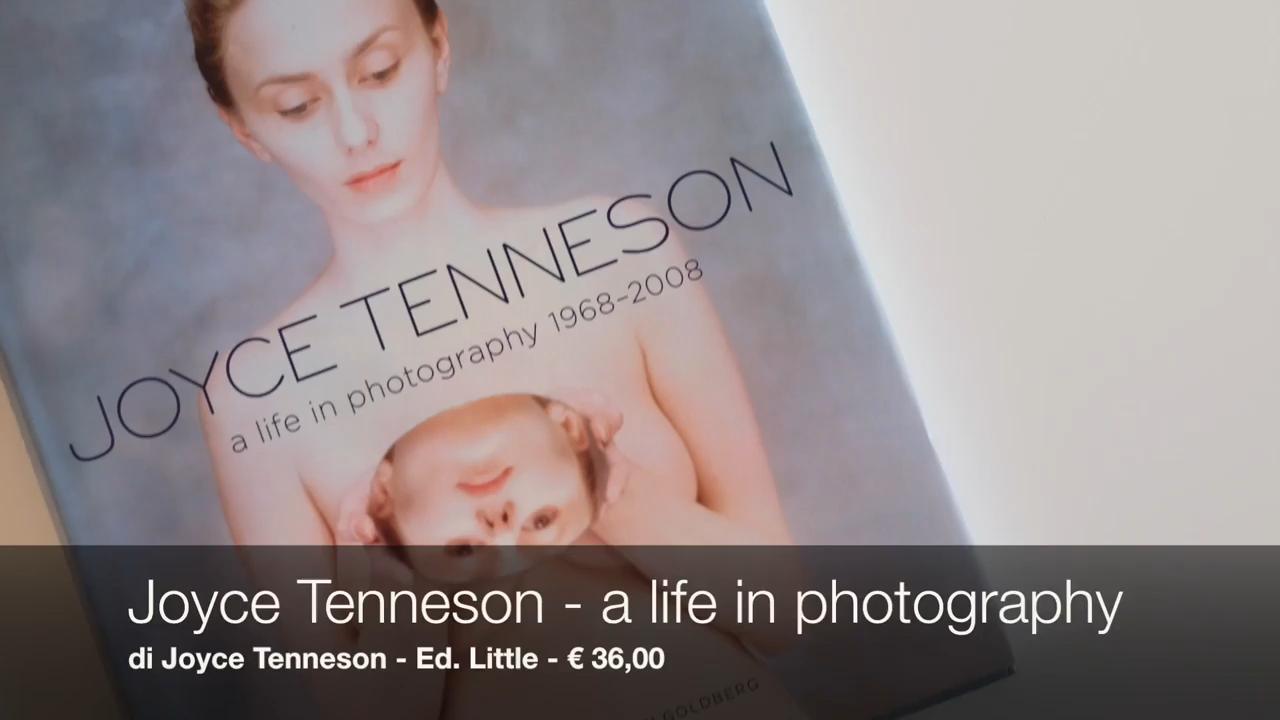 JOYCE TENNESON
a life in photography 1968-2008
GOLDBERG
Joyce Tenneson - a life in photography
di Joyce Tenneson - Ed. Little - € 36,00